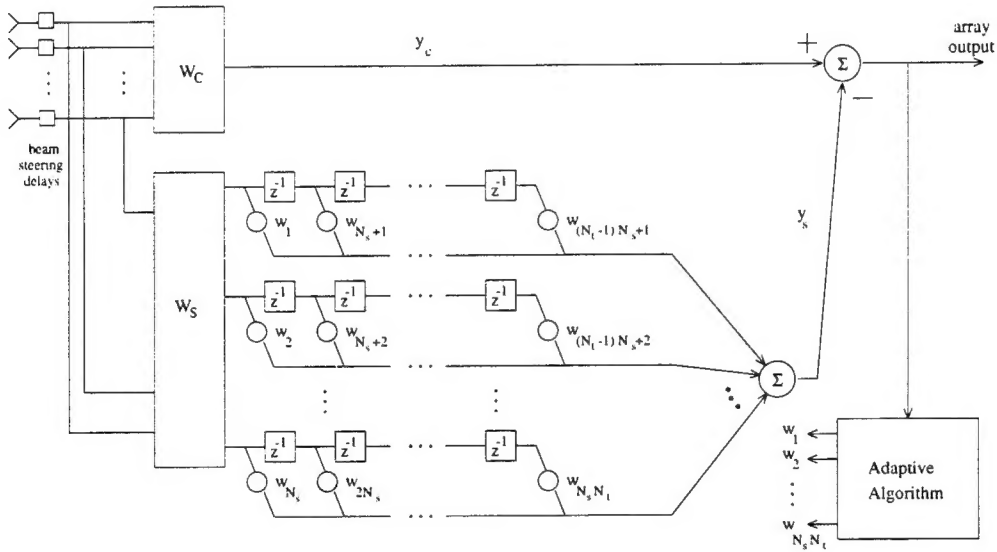 array
output
W_C
y_c
+
Σ
−
beam
steering
delays
z^-1 z^-1 ... z^-1
w_1 w_{N_s+1} w_{(N_t-1)N_s+1}
y_s
W_S
z^-1 z^-1 ... z^-1
w_2 w_{N_s+2} w_{(N_t-1)N_s+2}
Σ
z^-1 z^-1 ... z^-1
w_{N_s} w_{2N_s} w_{N_sN_t}
w_1
w_2
w_{N_sN_t}
Adaptive
Algorithm